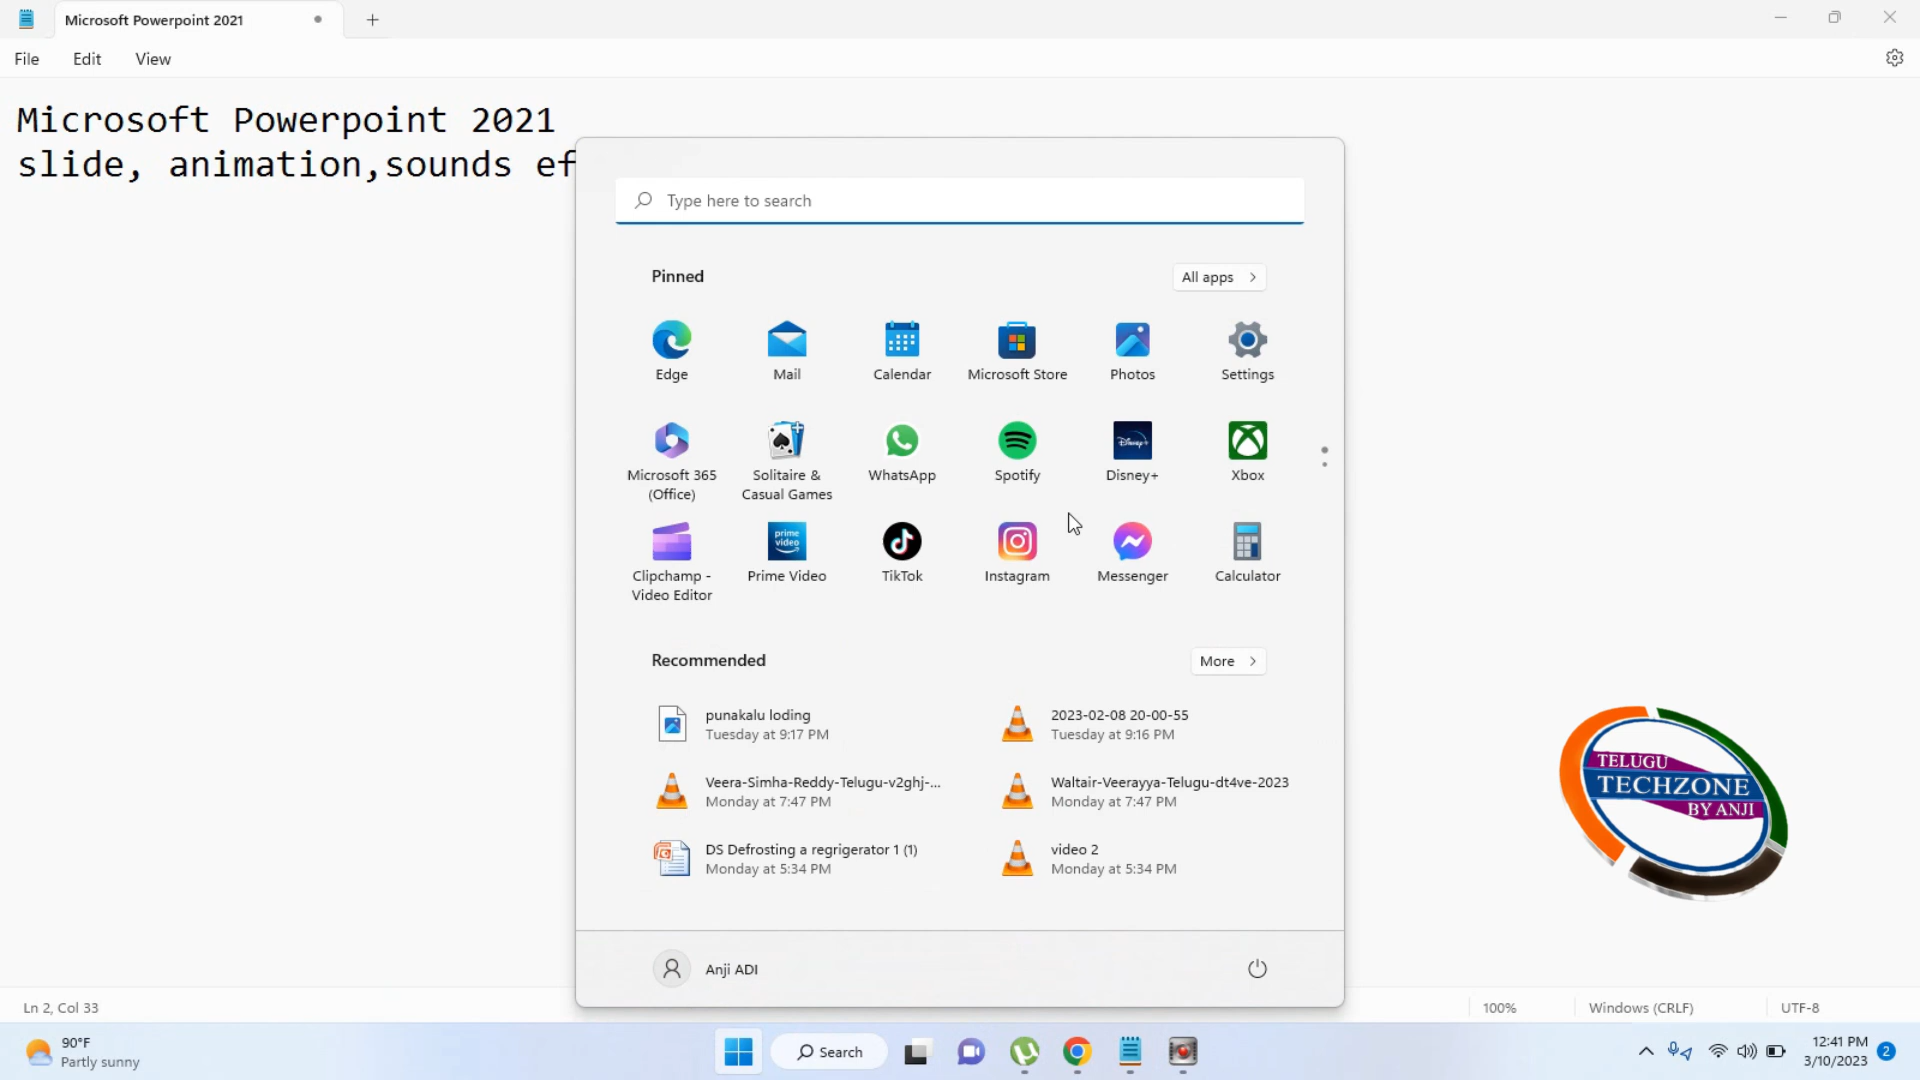 Microsoft Powerpoint 2021
File Edit View
Microsoft Powerpoint 2021
slide, animation,sounds ef
Type here to search
Pinned
All apps
Edge
Mail
Calendar
Microsoft Store
Photos
Settings
Microsoft 365
(Office)
Solitaire &
Casual Games
WhatsApp
Spotify
Disney+
Xbox
Clipchamp -
Video Editor
prime
video
Prime Video
TikTok
Instagram
Messenger
Calculator
Recommended
More
punakalu loding
Tuesday at 9:17 PM
2023-02-08 20-00-55
Tuesday at 9:16 PM
Veera-Simha-Reddy-Telugu-v2ghj-...
Monday at 7:47 PM
Waltair-Veerayya-Telugu-dt4ve-2023
Monday at 7:47 PM
DS Defrosting a regrigerator 1 (1)
Monday at 5:34 PM
video 2
Monday at 5:34 PM
TELUGU
TECHZONE
BY ANJI
Anji ADI
Ln 2, Col 33
100%
Windows (CRLF)
UTF-8
90°F
Partly sunny
Search
12:41 PM
3/10/2023
2